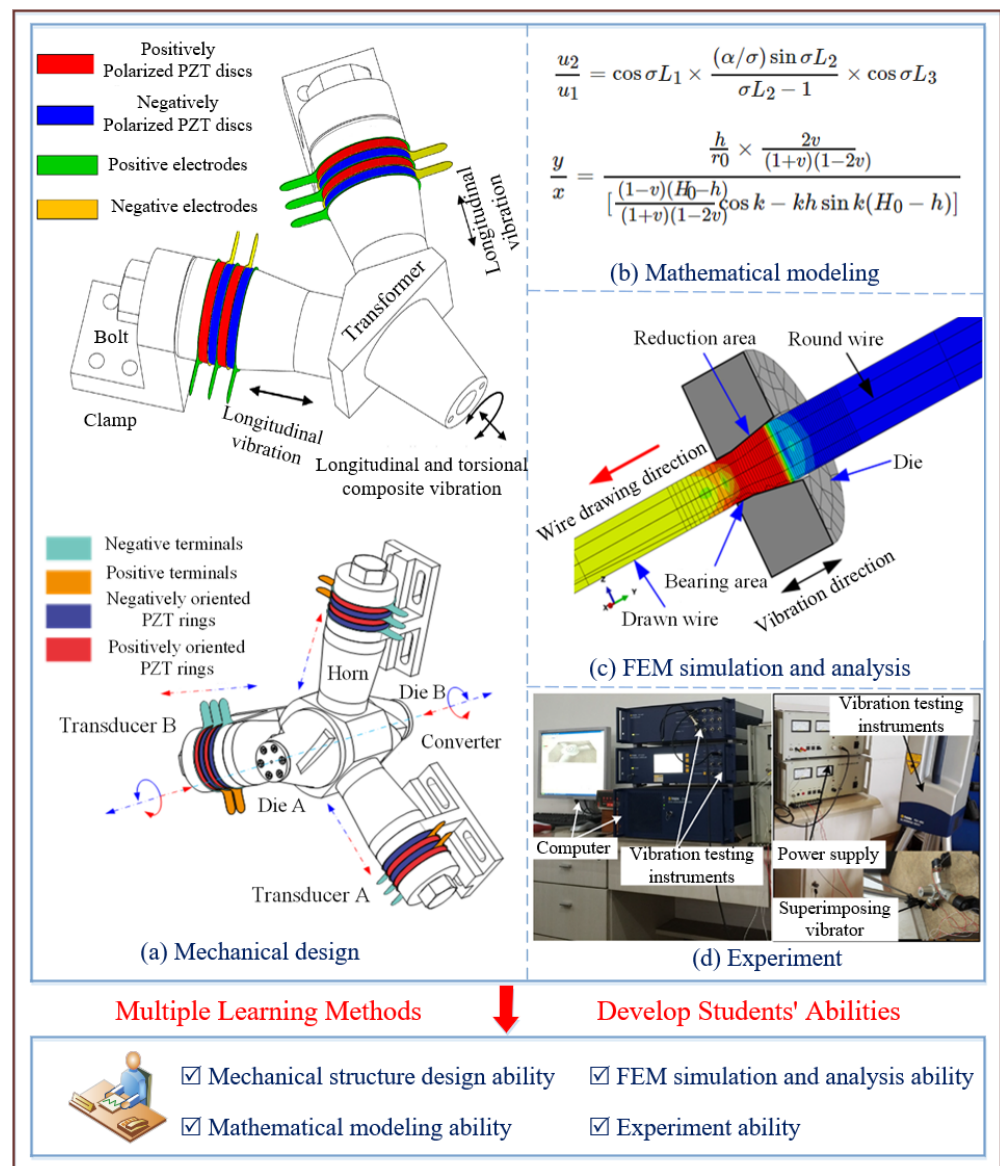 Positively
Polarized PZT discs
Negatively
Polarized PZT discs
Positive electrodes
Negative electrodes
Longitudinal
vibration
Transformer
Bolt
Clamp
Longitudinal
vibration
Longitudinal and torsional
composite vibration
Negative terminals
Positive terminals
Negatively oriented
PZT rings
Positively oriented
PZT rings
Horn
Die B
Transducer B
Converter
Die A
Transducer A
(a) Mechanical design
u2/u1 = cos σL1 × (α/σ) sin σL2/σL2 − 1 × cos σL3
y/x = h/r0 × 2v/(1+v)(1−2v) / [(1−v)(H0−h)/(1+v)(1−2v) cos k − kh sin k(H0 − h)]
(b) Mathematical modeling
Reduction area
Round wire
Wire drawing direction
Die
Bearing area
Vibration direction
Drawn wire
Z
Y
X
(c) FEM simulation and analysis
Computer
Vibration testing
instruments
Vibration testing
instruments
Power supply
Superimposing
vibrator
(d) Experiment
Multiple Learning Methods
Develop Students' Abilities
☑ Mechanical structure design ability
☑ FEM simulation and analysis ability
☑ Mathematical modeling ability
☑ Experiment ability